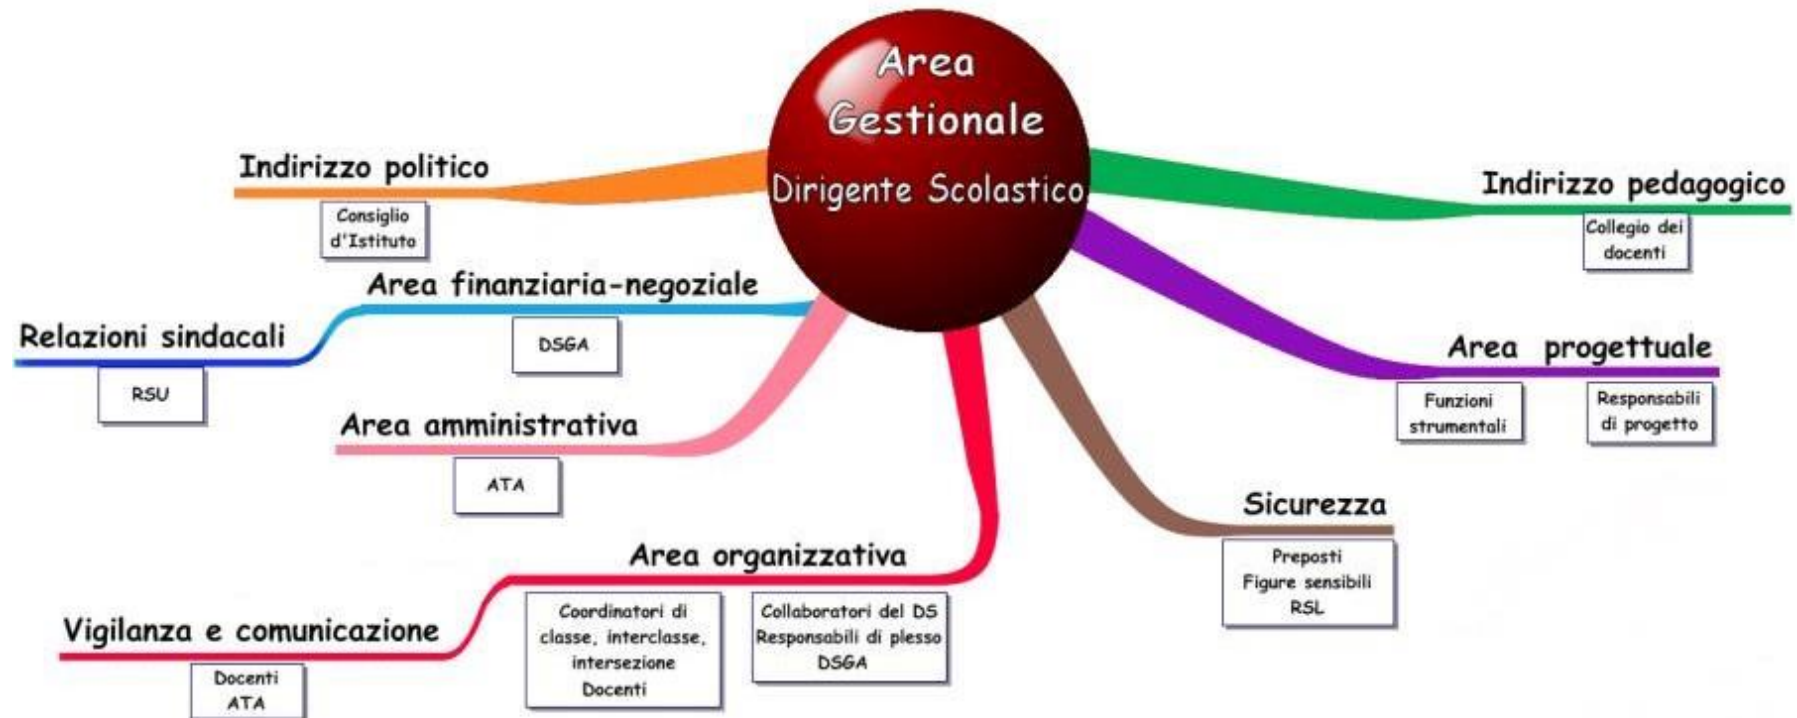 Area
Gestionale
Dirigente Scolastico
Indirizzo politico
Consiglio
d'Istituto
Area finanziaria-negoziale
DSGA
Relazioni sindacali
RSU
Area amministrativa
ATA
Area organizzativa
Coordinatori di
classe, interclasse,
intersezione
Docenti
Collaboratori del DS
Responsabili di plesso
DSGA
Vigilanza e comunicazione
Docenti
ATA
Indirizzo pedagogico
Collegio dei
docenti
Area progettuale
Funzioni
strumentali
Responsabili
di progetto
Sicurezza
Preposti
Figure sensibili
RSL